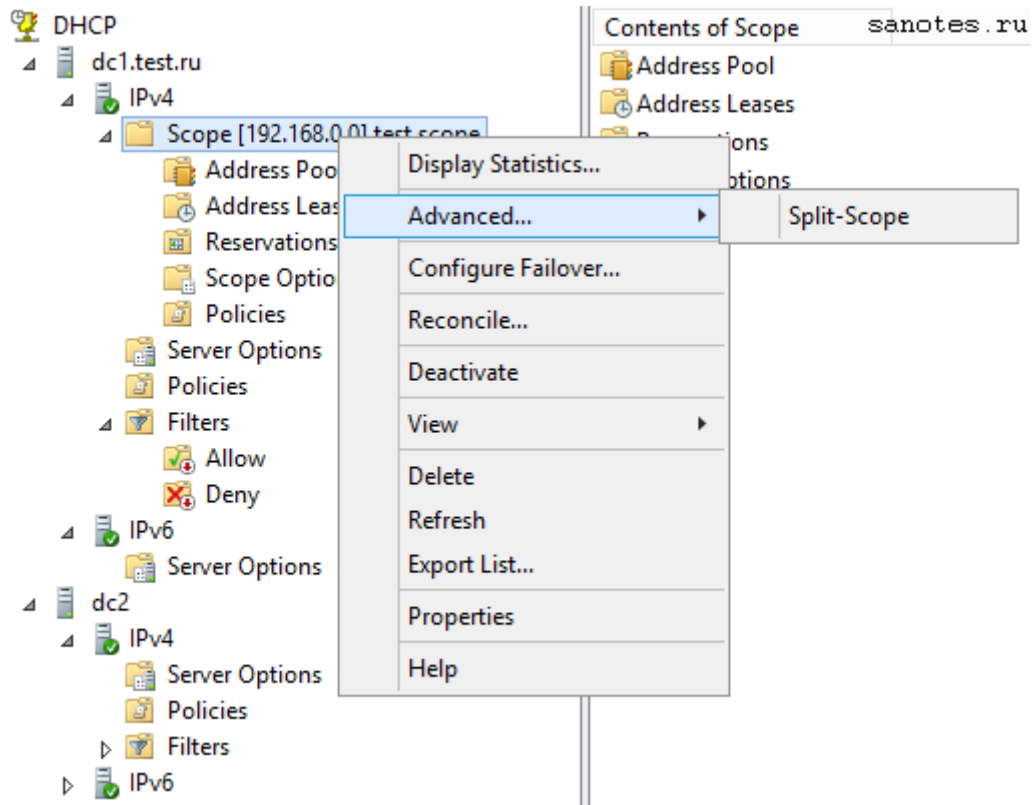 DHCP
dc1.test.ru
IPv4
Scope [192.168.0.0] test scope
Address Poo
Address Leas
Reservations
Scope Optio
Policies
Server Options
Policies
Filters
Allow
Deny
IPv6
Server Options
dc2
IPv4
Server Options
Policies
Filters
IPv6
Display Statistics...
Advanced...
Configure Failover...
Reconcile...
Deactivate
View
Delete
Refresh
Export List...
Properties
Help
Split-Scope
Contents of Scope
sanotes.ru
Address Pool
Address Leases
ions
ptions